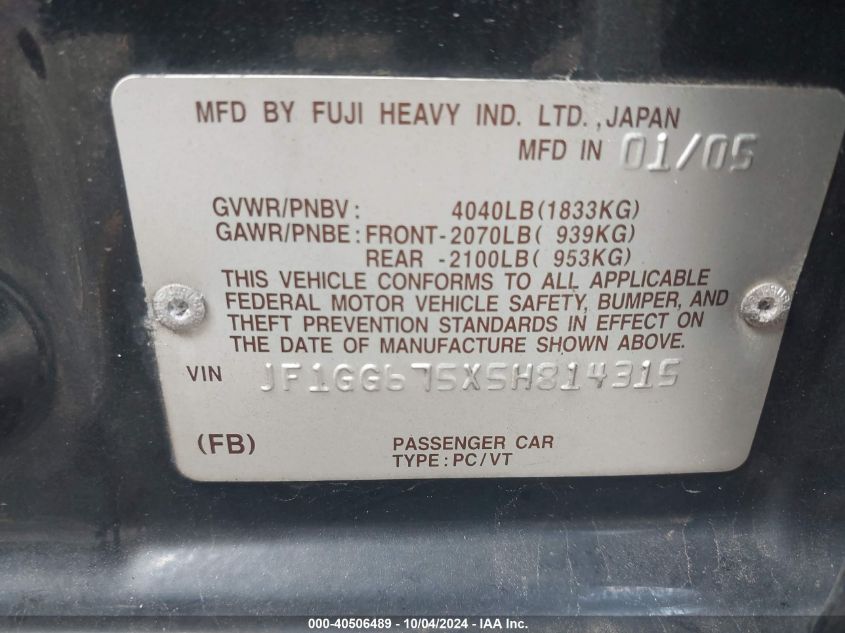 MFD BY FUJI HEAVY IND. LTD., JAPAN
MFD IN 01/05
GVWR/PNBV: 4040LB(1833KG)
GAWR/PNBE: FRONT-2070LB( 939KG)
REAR -2100LB( 953KG)
THIS VEHICLE CONFORMS TO ALL APPLICABLE
FEDERAL MOTOR VEHICLE SAFETY, BUMPER, AND
THEFT PREVENTION STANDARDS IN EFFECT ON
THE DATE OF MANUFACTURE SHOWN ABOVE.
VIN JF1GG675X5H814315
(FB) PASSENGER CAR
TYPE: PC/VT
000-40506489 - 10/04/2024 - IAA Inc.